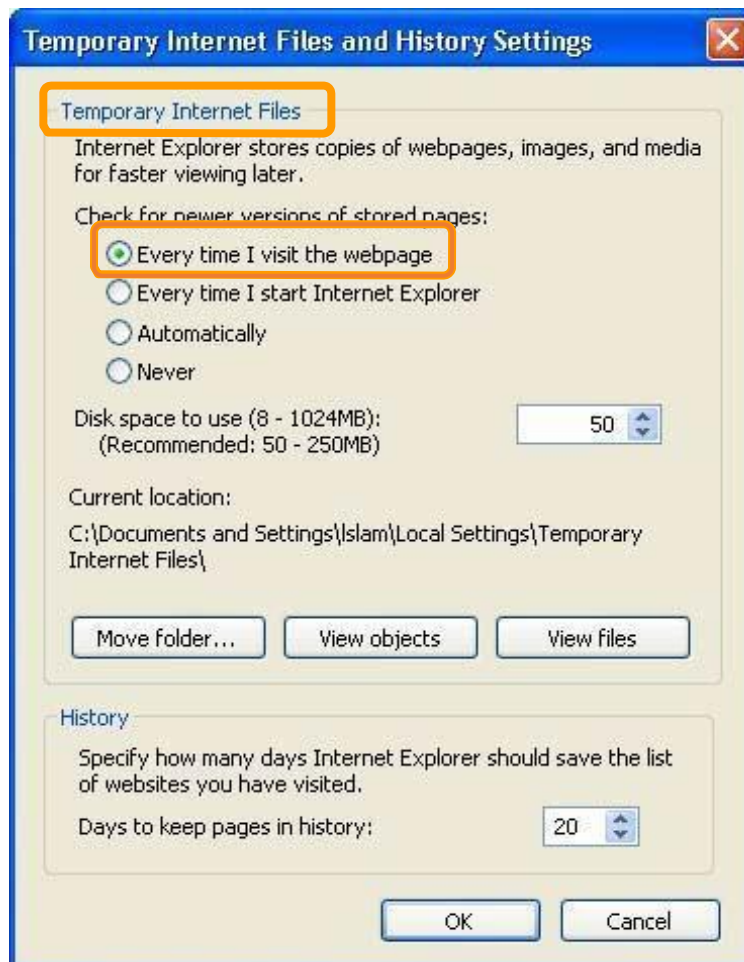 Temporary Internet Files and History Settings
Temporary Internet Files
Internet Explorer stores copies of webpages, images, and media
for faster viewing later.
Check for newer versions of stored pages:
Every time I visit the webpage
Every time I start Internet Explorer
Automatically
Never
Disk space to use (8 - 1024MB):
50
(Recommended: 50 - 250MB)
Current location:
C:\Documents and Settings\lslam\Local Settings\Temporary
Internet Files\
Move folder... View objects View files
History
Specify how many days Internet Explorer should save the list
of websites you have visited.
Days to keep pages in history: 20
OK Cancel